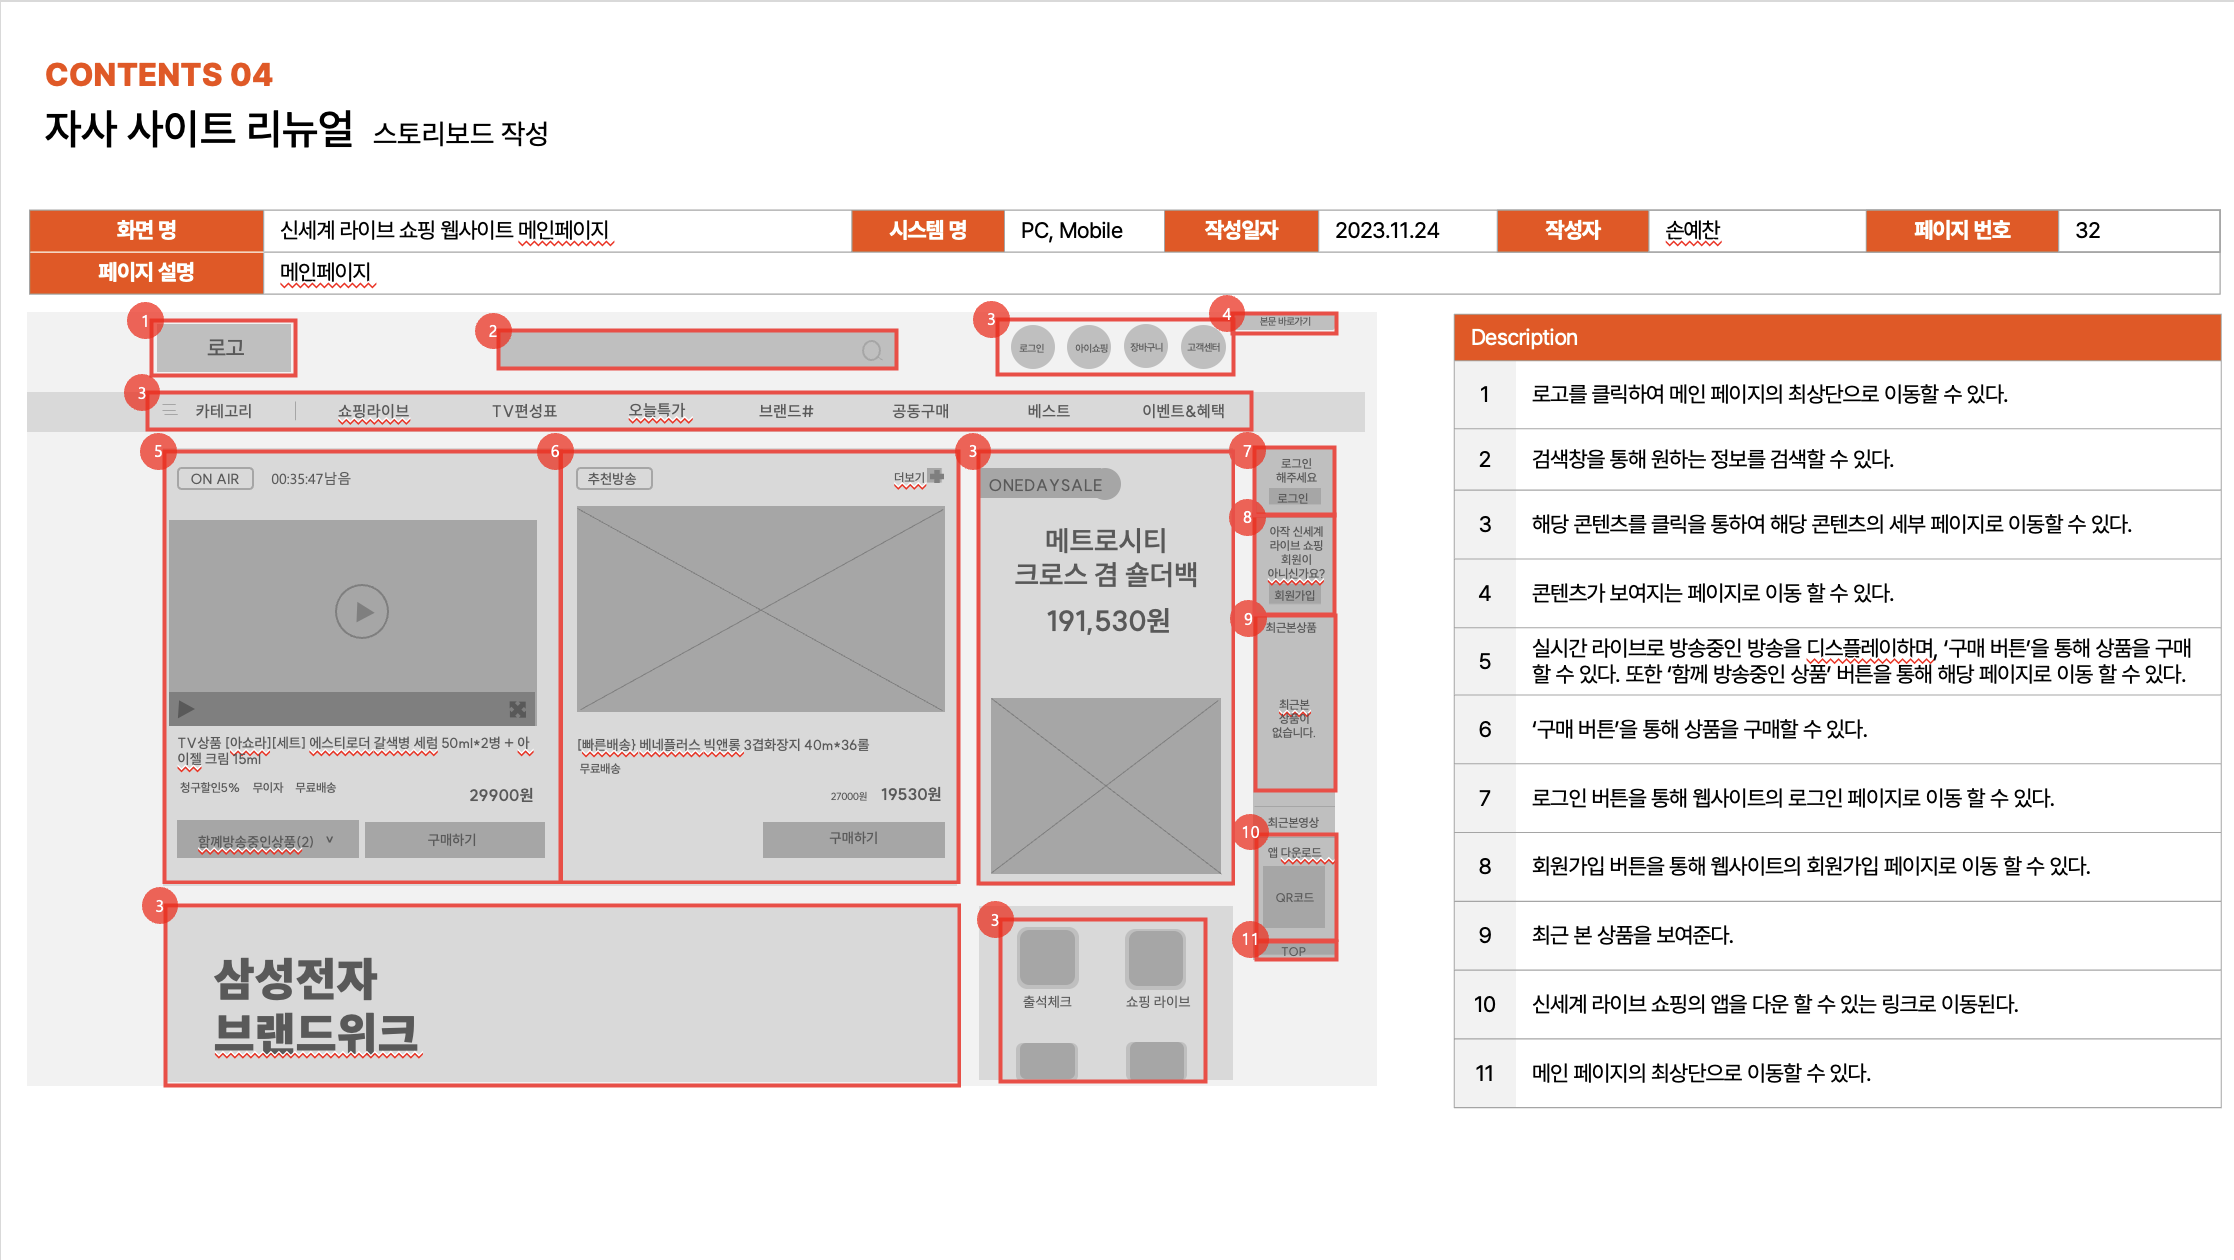 CONTENTS 04
자사 사이트 리뉴얼 스토리보드 작성
화면 명 신세계 라이브 쇼핑 웹사이트 메인페이지 시스템 명 PC, Mobile 작성일자 2023.11.24 작성자 손예찬 페이지 번호 32
페이지 설명 메인페이지
1
로고
2
3
로그인 아이쇼핑 장바구니 고객센터
4
본문 바로가기
3
카테고리 쇼핑라이브 TV편성표 오늘특가 브랜드# 공동구매 베스트 이벤트&혜택
5
ON AIR 00:35:47남음
TV상품 [아쇼라][세트] 에스티로더 갈색병 세럼 50ml*2병 + 아
이젤 크림 15ml
청구할인5% 무이자 무료배송
29900원
함께방송중인상품(2) ∨ 구매하기
6
추천방송 더보기
[빠른배송} 베네플러스 빅앤롱 3겹화장지 40m*36롤
무료배송
27000원 19530원
구매하기
3
ONEDAYSALE
메트로시티
크로스 겸 숄더백
191,530원
7
로그인
해주세요
로그인
8
아작 신세계
라이브 쇼핑
회원이
아니신가요?
회원가입
9
최근본상품
최근본
상품이
없습니다.
최근본영상
10
앱 다운로드
QR코드
11
TOP
3
삼성전자
브랜드위크
3
출석체크 쇼핑 라이브
Description
1 로고를 클릭하여 메인 페이지의 최상단으로 이동할 수 있다.
2 검색창을 통해 원하는 정보를 검색할 수 있다.
3 해당 콘텐츠를 클릭을 통하여 해당 콘텐츠의 세부 페이지로 이동할 수 있다.
4 콘텐츠가 보여지는 페이지로 이동 할 수 있다.
5 실시간 라이브로 방송중인 방송을 디스플레이하며, ‘구매 버튼’을 통해 상품을 구매
할 수 있다. 또한 ‘함께 방송중인 상품’ 버튼을 통해 해당 페이지로 이동 할 수 있다.
6 ‘구매 버튼’을 통해 상품을 구매할 수 있다.
7 로그인 버튼을 통해 웹사이트의 로그인 페이지로 이동 할 수 있다.
8 회원가입 버튼을 통해 웹사이트의 회원가입 페이지로 이동 할 수 있다.
9 최근 본 상품을 보여준다.
10 신세계 라이브 쇼핑의 앱을 다운 할 수 있는 링크로 이동된다.
11 메인 페이지의 최상단으로 이동할 수 있다.